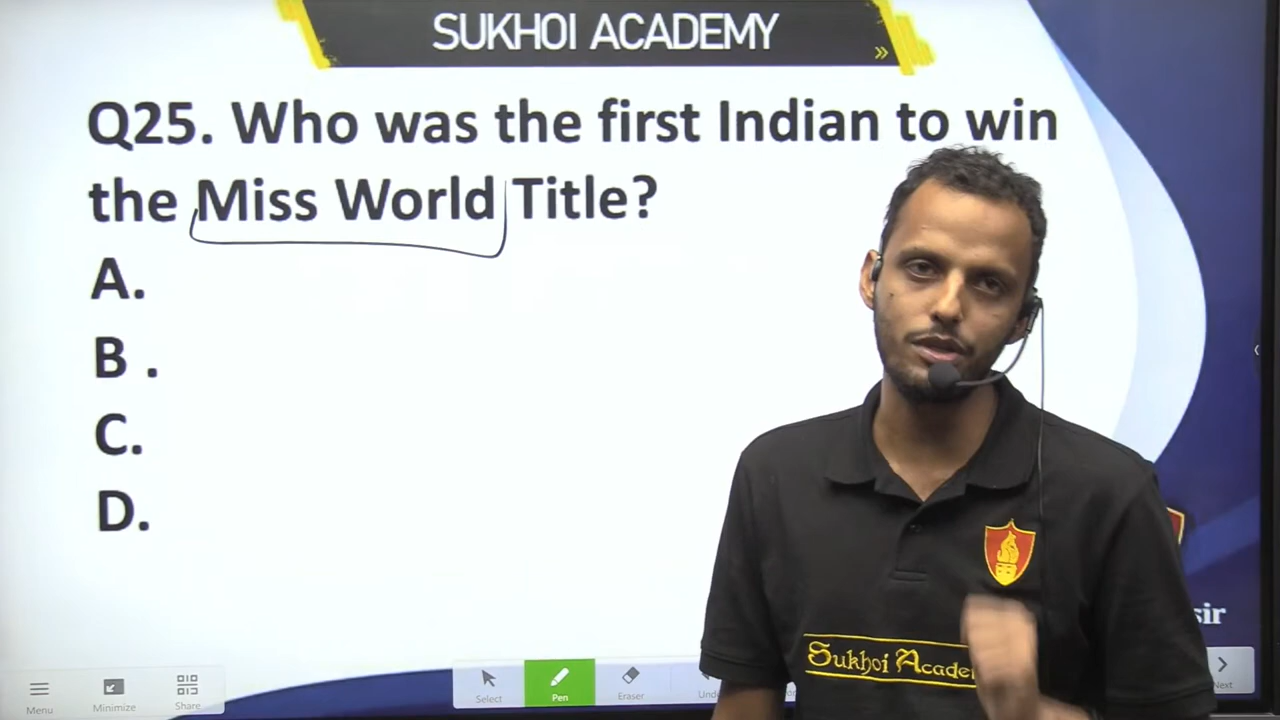 SUKHOI ACADEMY
Q25. Who was the first Indian to win
the Miss World Title?
A.
B .
C.
D.
Sukhoi
sir
Menu
Minimize
Share
Select
Pen
Eraser
Next